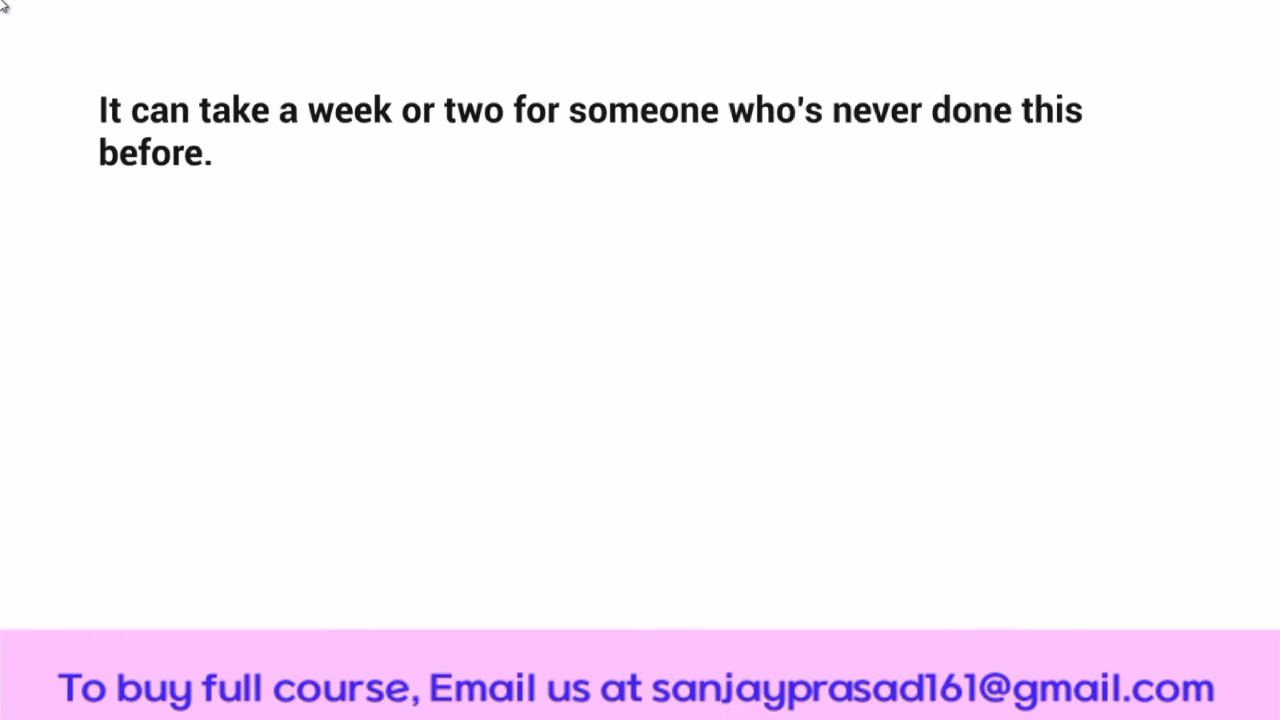 It can take a week or two for someone who's never done this
before.
To buy full course, Email us at sanjayprasad161@gmail.com